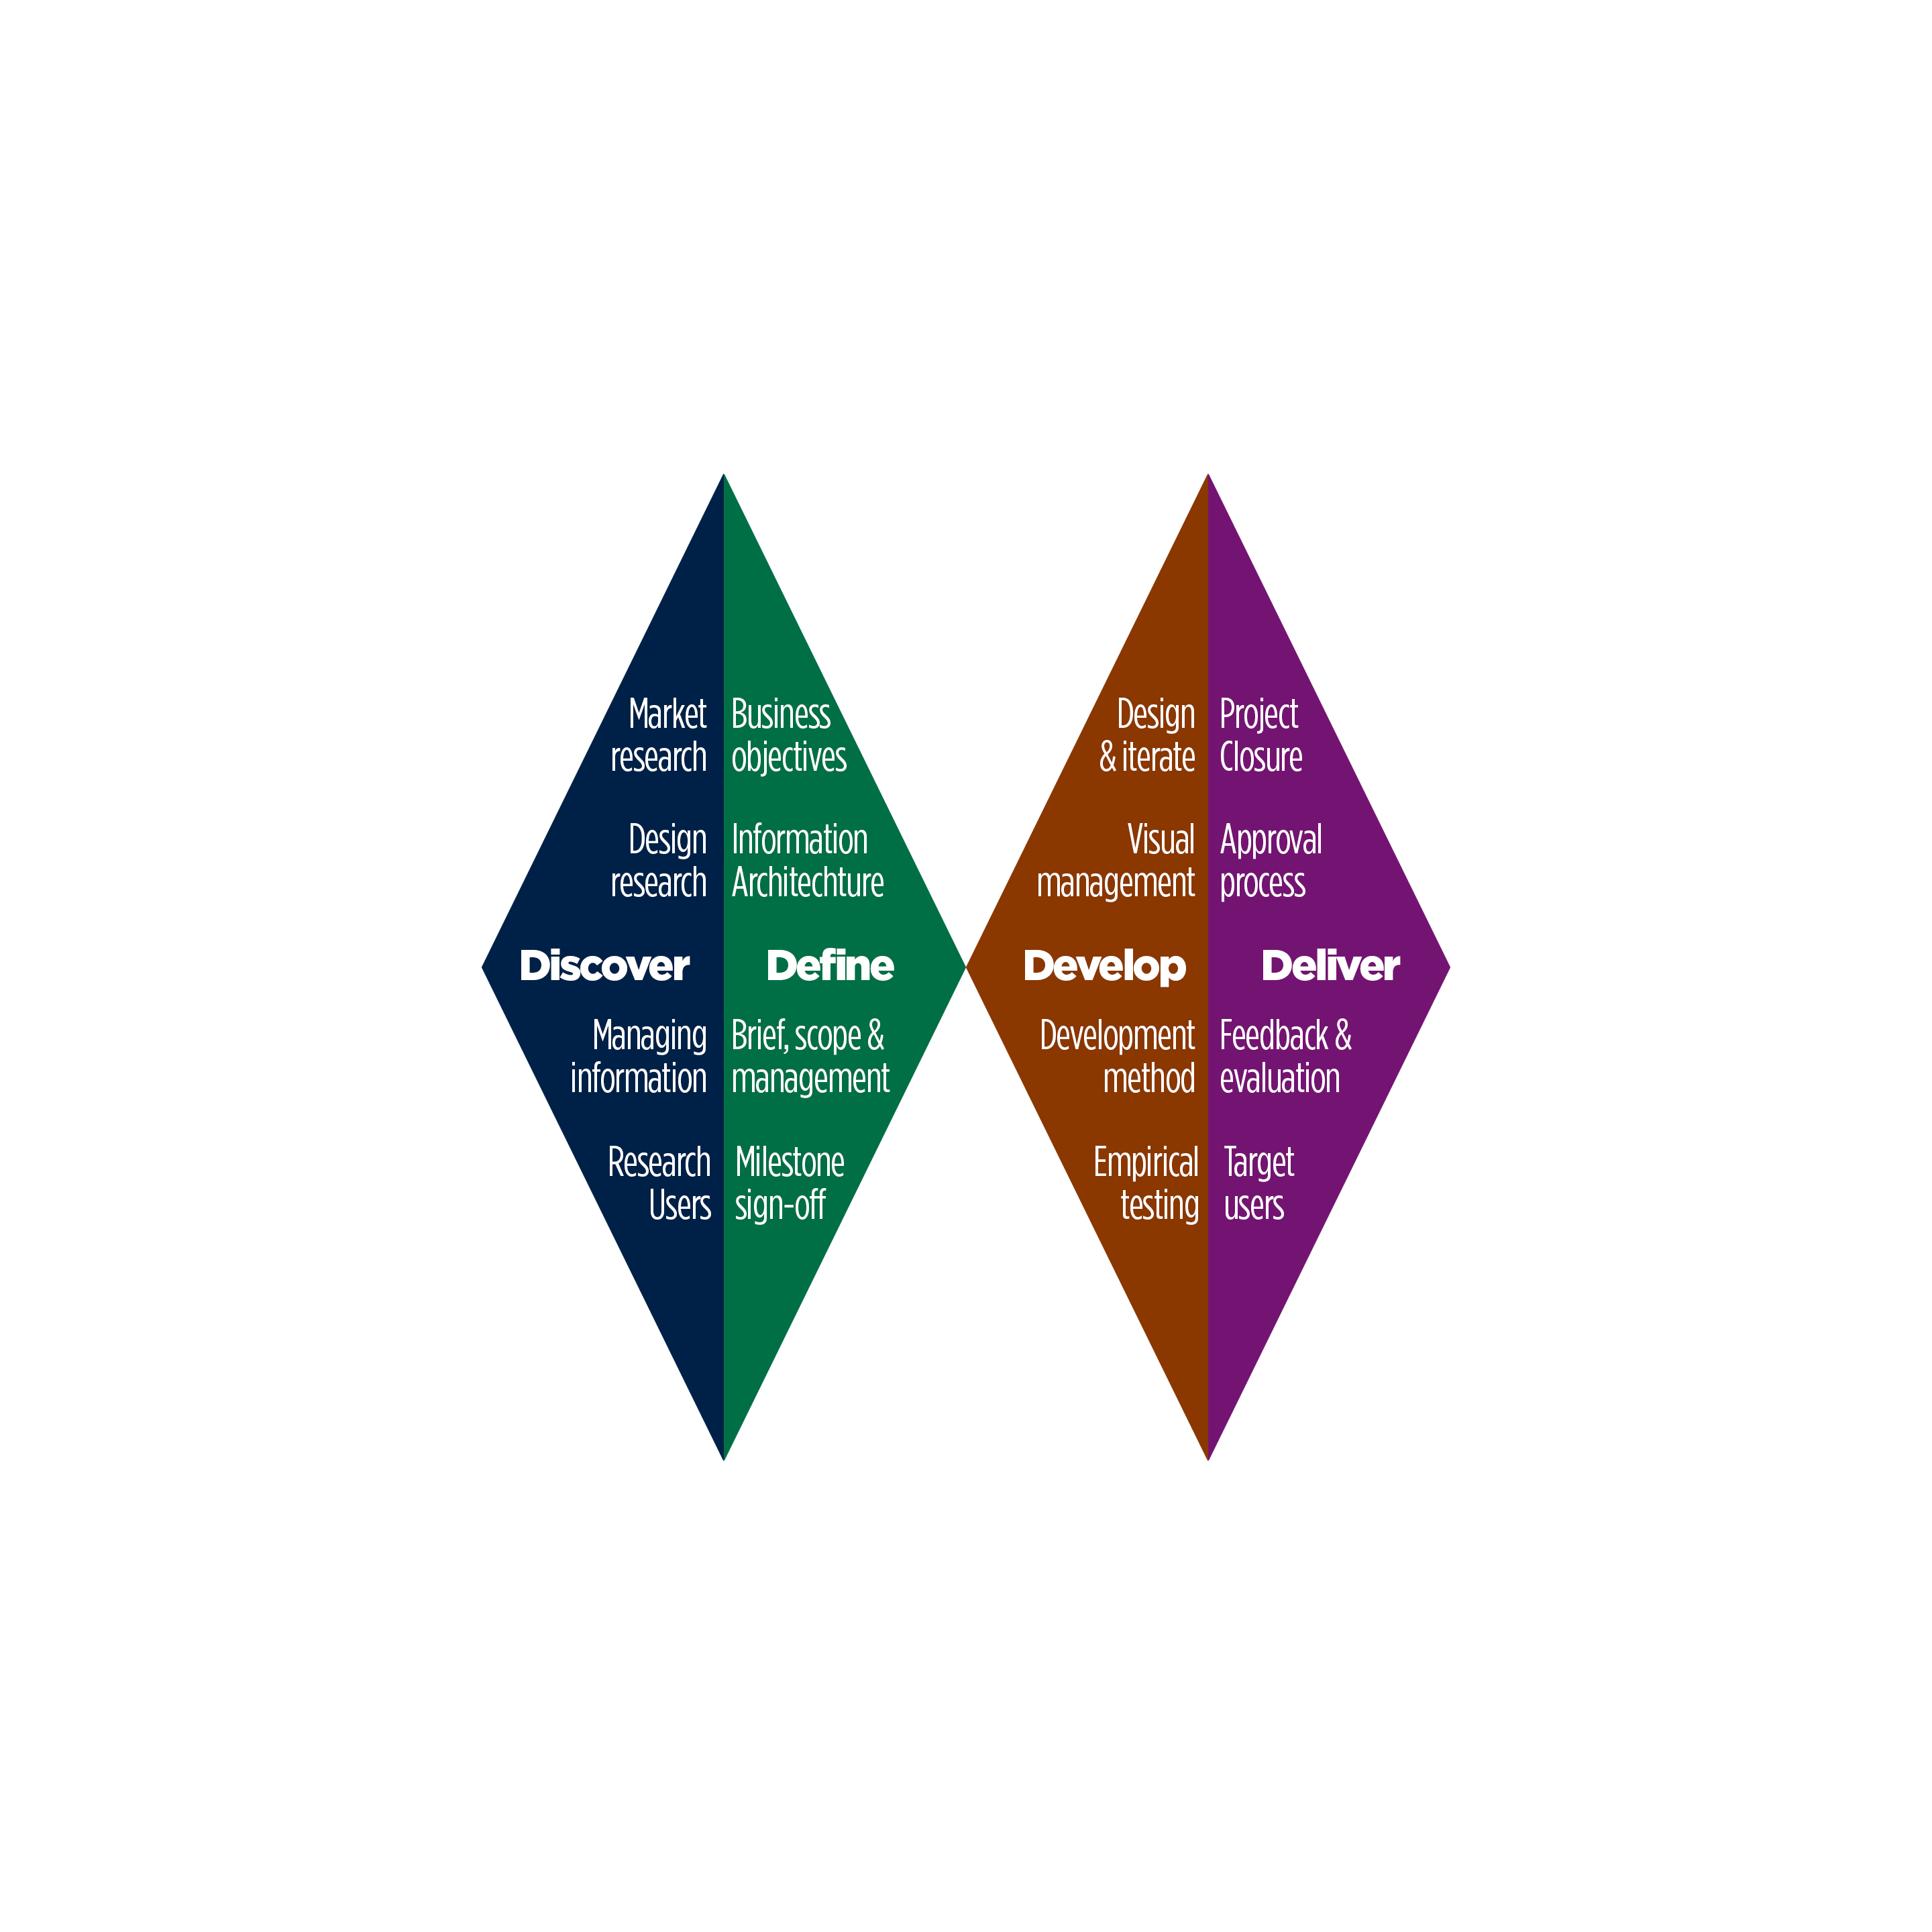 Market
research
Design
research
Discover
Managing
information
Research
Users
Business
objectives
Information
Architechture
Define
Brief, scope &
management
Milestone
sign-off
Design
& iterate
Visual
management
Develop
Development
method
Empirical
testing
Project
Closure
Approval
process
Deliver
Feedback &
evaluation
Target
users